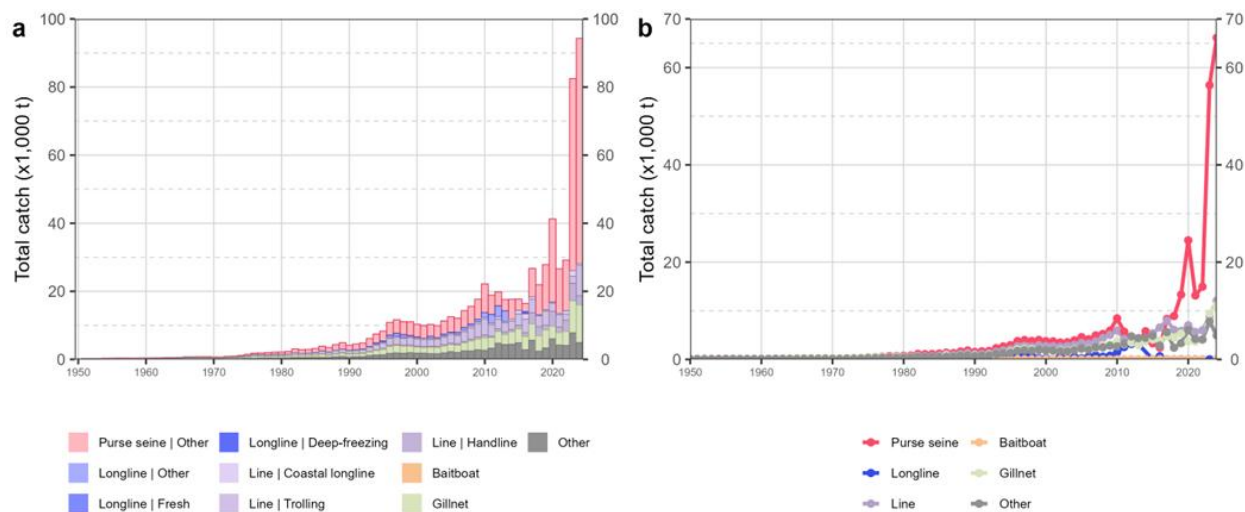 a
b
Total catch (x1,000 t)
100
80
60
40
20
0
100
80
60
40
20
0
1950 1960 1970 1980 1990 2000 2010 2020
Total catch (x1,000 t)
70
60
40
20
0
70
60
40
20
0
1950 1960 1970 1980 1990 2000 2010 2020
Purse seine | Other
Longline | Other
Longline | Fresh
Longline | Deep-freezing
Line | Coastal longline
Line | Trolling
Line | Handline
Baitboat
Gillnet
Other
Purse seine
Longline
Line
Baitboat
Gillnet
Other